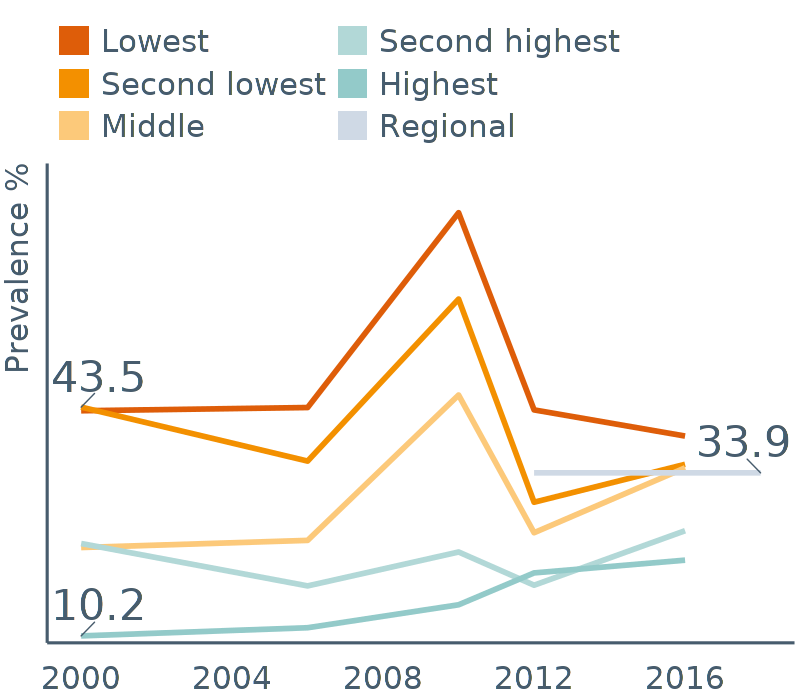 Lowest
Second lowest
Middle
Second highest
Highest
Regional
Prevalence %
43.5
33.9
10.2
2000 2004 2008 2012 2016